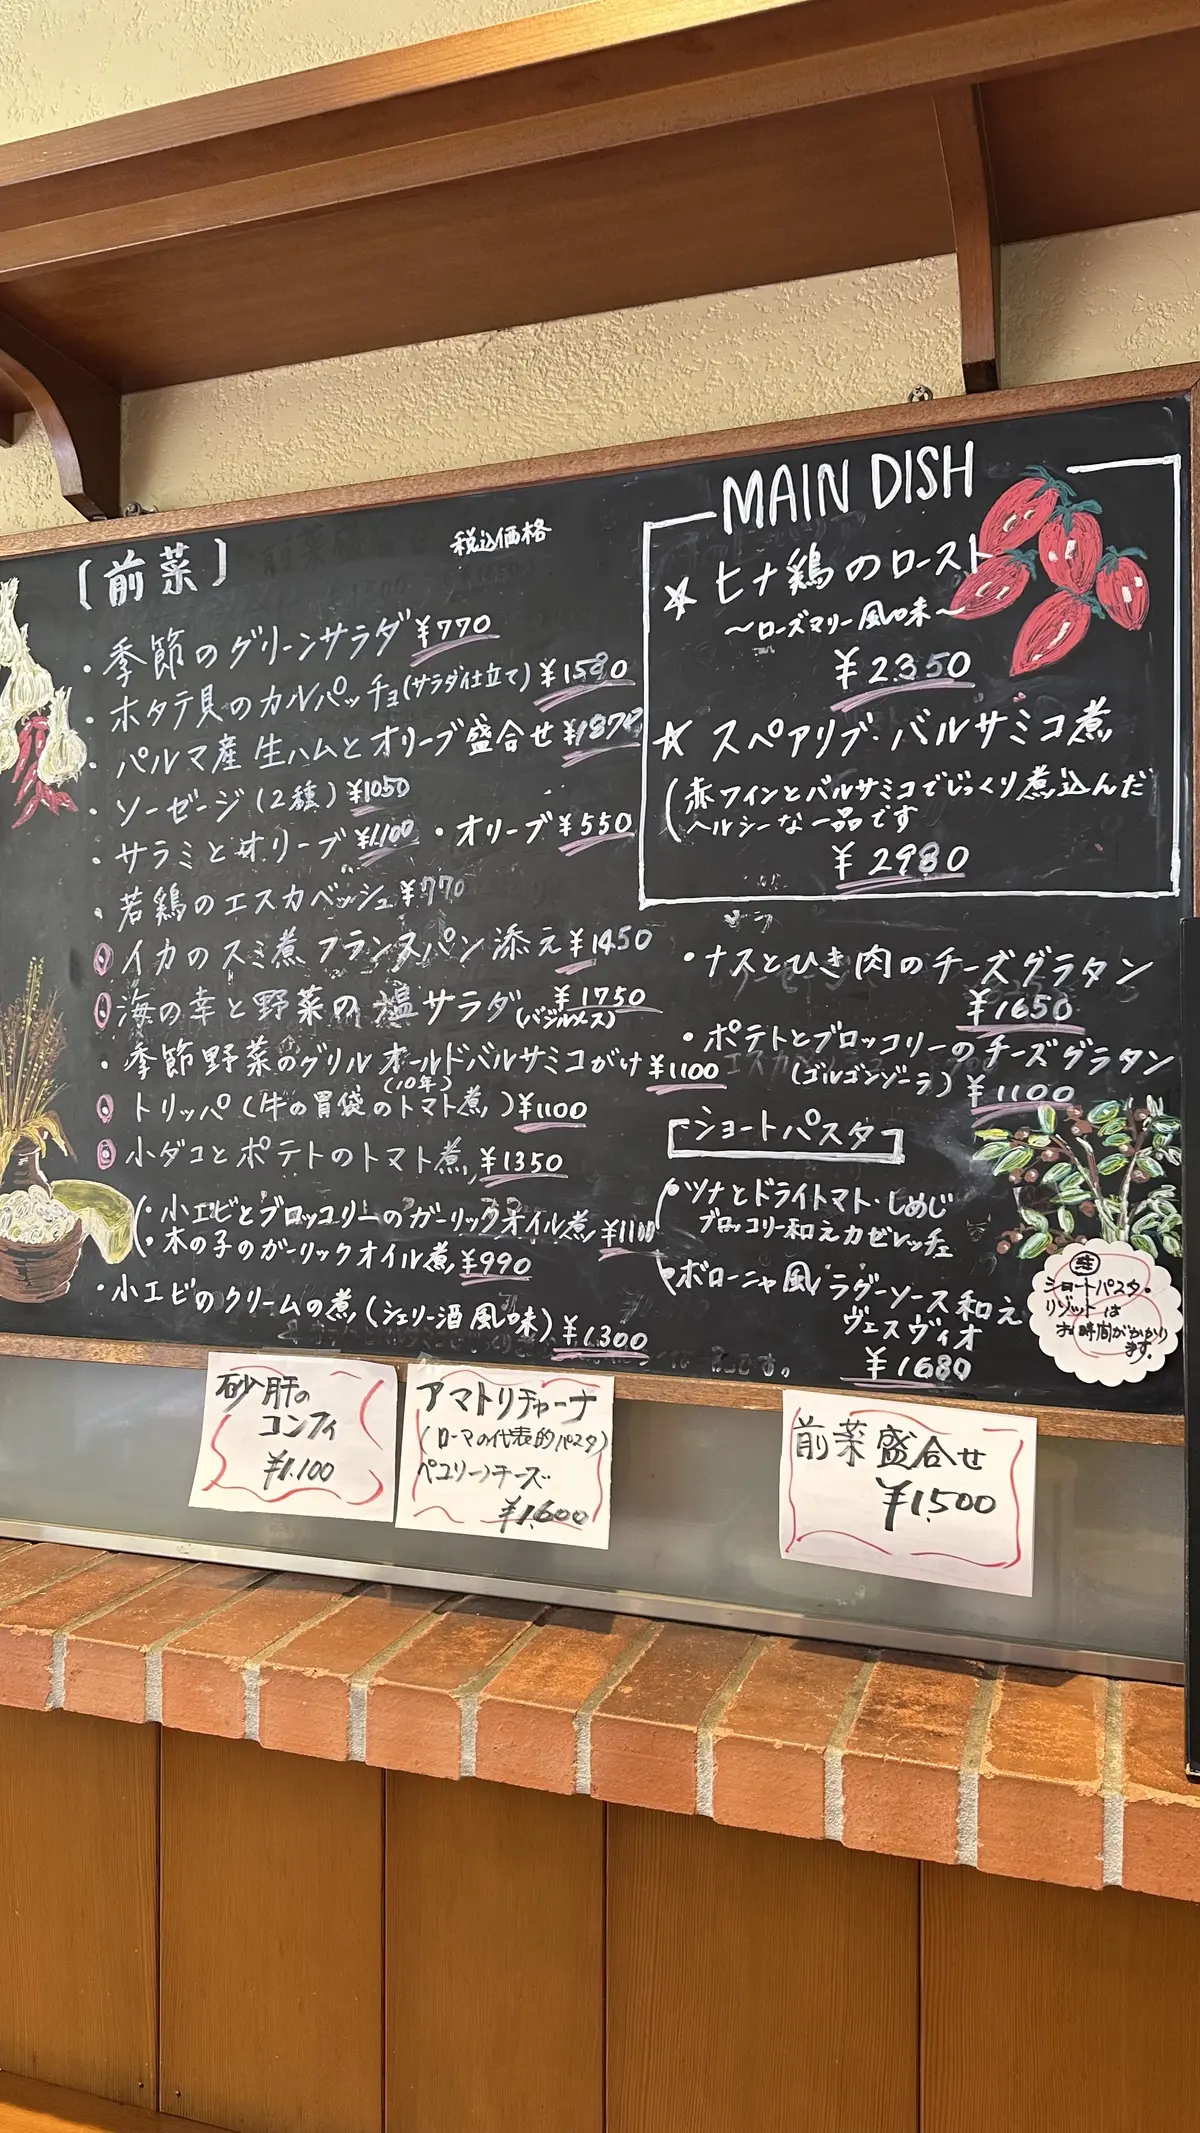 〔前菜〕
税込価格
・季節のグリーンサラダ ¥770
・ホタテ貝のカルパッチョ(サラダ仕立て) ¥1580
・パルマ産生ハムとオリーブ盛合せ ¥1870
・ソーセージ(2種) ¥1050
・サラミとオリーブ ¥1.100 ・オリーブ ¥550
・若鶏のエスカベッシュ ¥770
イカのスミ煮 フランスパン添え ¥1450
海の幸と野菜の温サラダ ¥1750
(バジルソース)
・季節野菜のグリル オールドバルサミコがけ ¥1100
(10年)
トリッパ(牛の胃袋のトマト煮) ¥1100
小ダコとポテトのトマト煮 ¥1350
・小エビとブロッコリーのガーリックオイル煮 ¥1100
・木の子のガーリックオイル煮 ¥990
・小エビのクリームの煮(シェリー酒風味) ¥1.300
MAIN DISH
☆ ヒナ鶏のロースト
〜ローズマリー風味〜
¥2350
☆ スペアリブ・バルサミコ煮
(赤ワインとバルサミコでじっくり煮込んだ
ヘルシーな一品です
¥2980
・ナスとひき肉のチーズグラタン
¥1650
・ポテトとブロッコリーのチーズグラタン
(ゴルゴンゾーラ) ¥1100
ショートパスタ
・ツナとドライトマト・しめじ
ブロッコリー和えカゼレッチェ
・ボローニャ風ラグーソース和え
ヴェスヴィオ
¥1680
注
ショートパスタ・
リゾットは
お時間がかかり
ます.
砂肝の
コンフィ
¥1.100
アマトリチャーナ
(ローマの代表的パスタ)
ペコリーノチーズ
¥1.600
前菜盛合せ
¥1.500